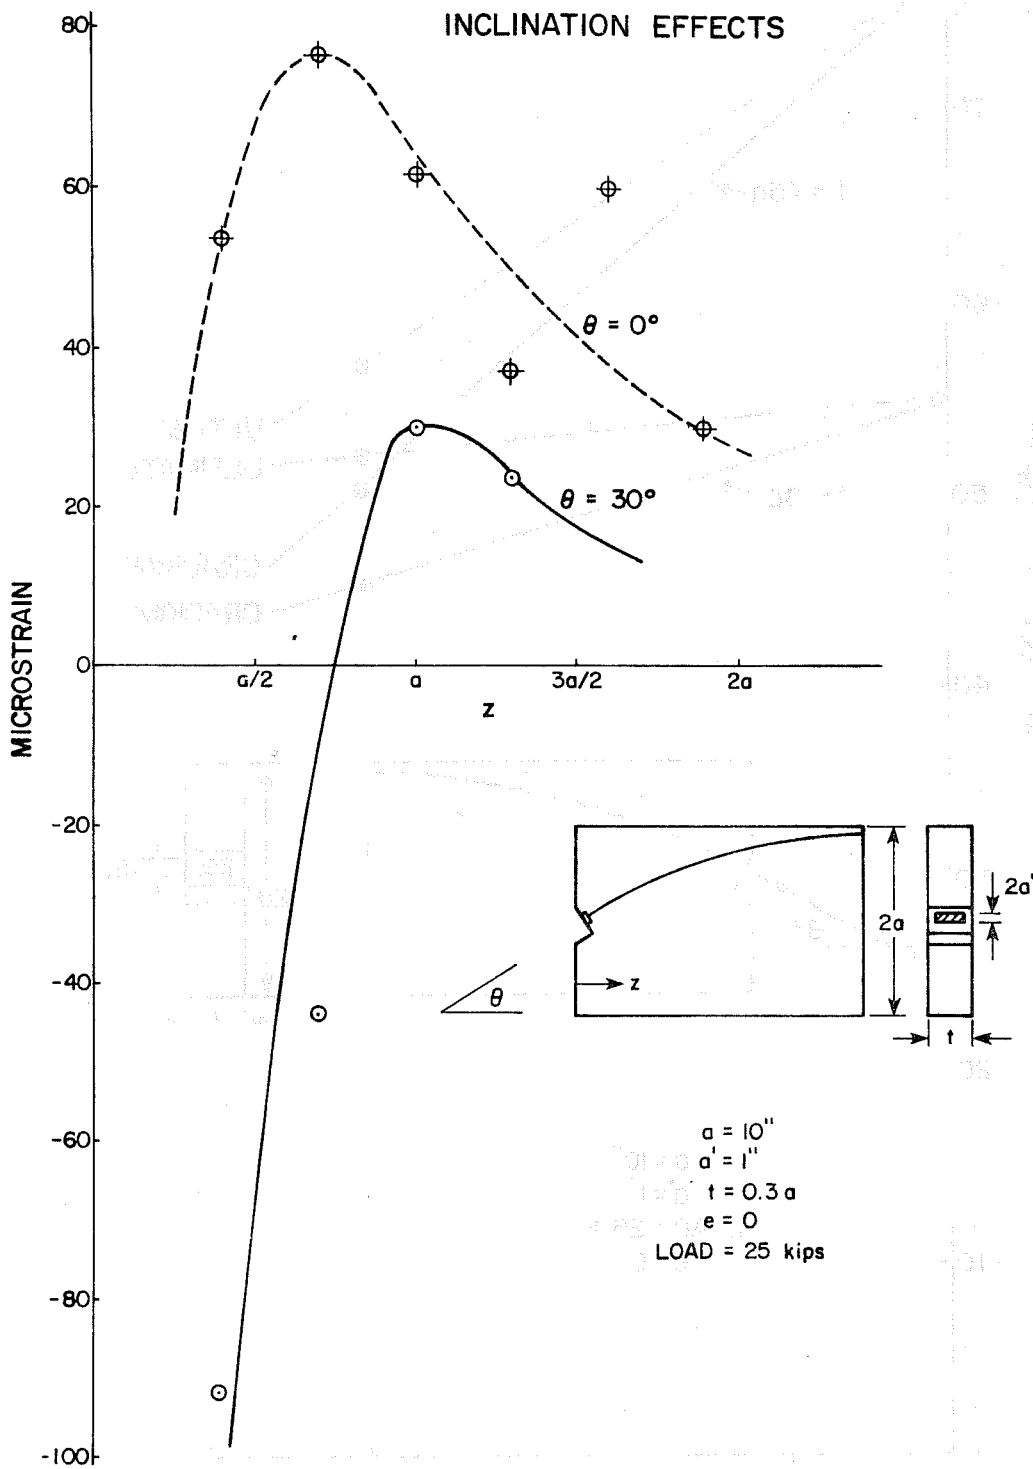 INCLINATION EFFECTS
80
60
40
20
0
-20
-40
-60
-80
-100
MICROSTRAIN
a/2
a
3a/2
2a
z
θ = 0°
θ = 30°
θ
z
2a
2a'
t
a = 10"
a' = 1"
t = 0.3 a
e = 0
LOAD = 25 kips